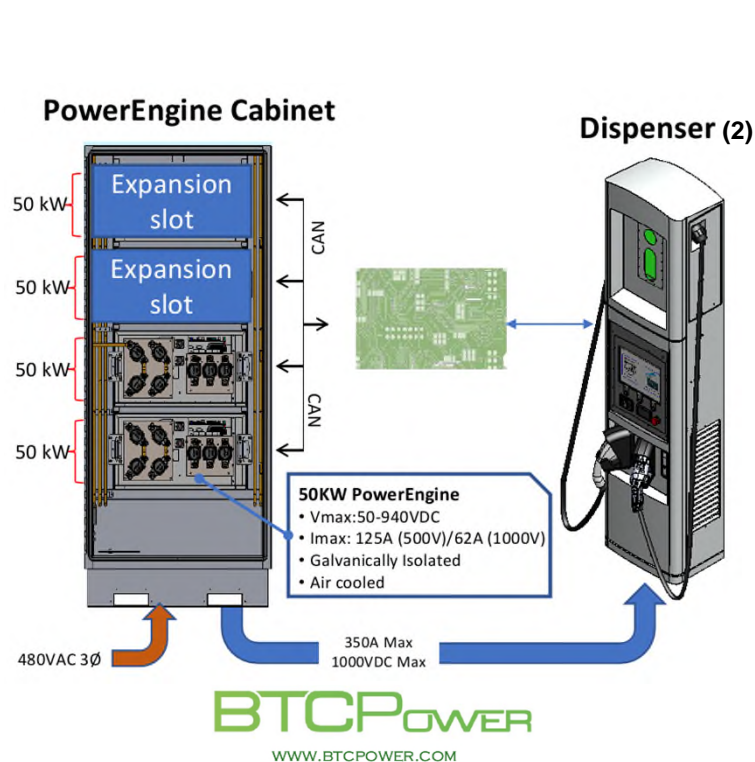 PowerEngine Cabinet
Dispenser (2)
50 kW
Expansion
slot
CAN
50 kW
Expansion
slot
50 kW
CAN
50 kW
50KW PowerEngine
• Vmax:50-940VDC
• Imax: 125A (500V)/62A (1000V)
• Galvanically Isolated
• Air cooled
480VAC 3Ø
350A Max
1000VDC Max
BTCPOWER
WWW.BTCPOWER.COM